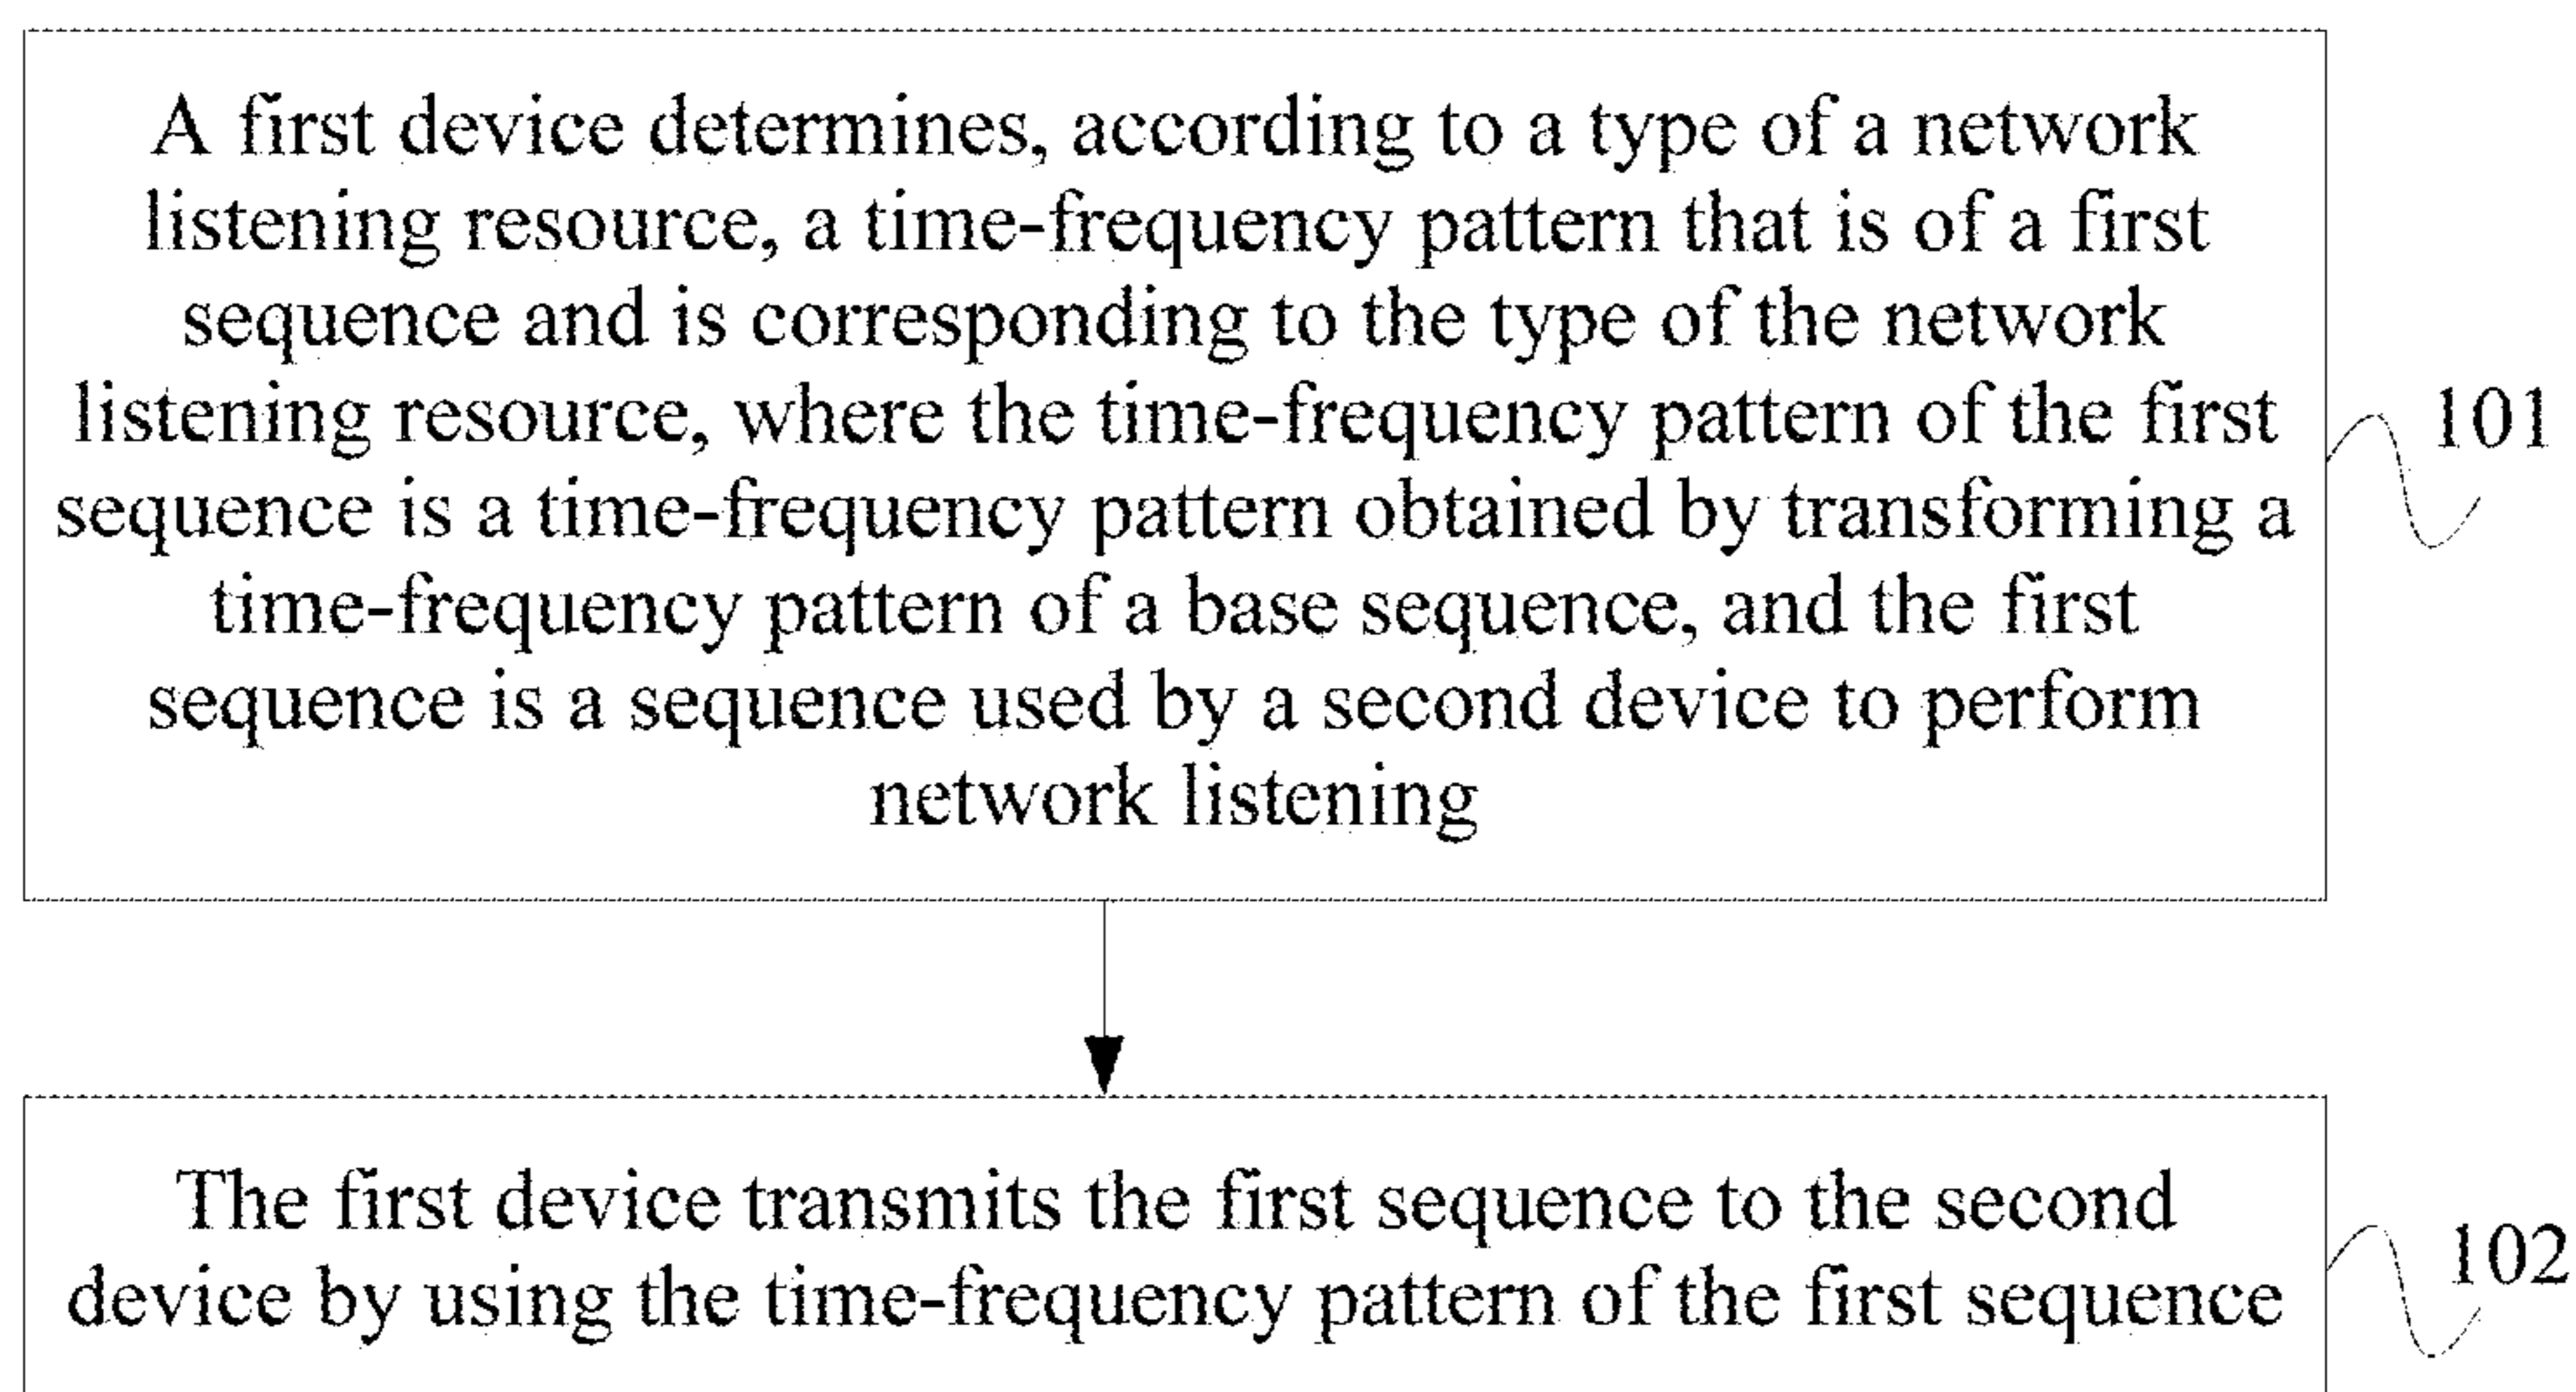 A first device determines, according to a type of a network
listening resource, a time-frequency pattern that is of a first
sequence and is corresponding to the type of the network
listening resource, where the time-frequency pattern of the first
sequence is a time-frequency pattern obtained by transforming a
time-frequency pattern of a base sequence, and the first
sequence is a sequence used by a second device to perform
network listening
101
The first device transmits the first sequence to the second
device by using the time-frequency pattern of the first sequence
102